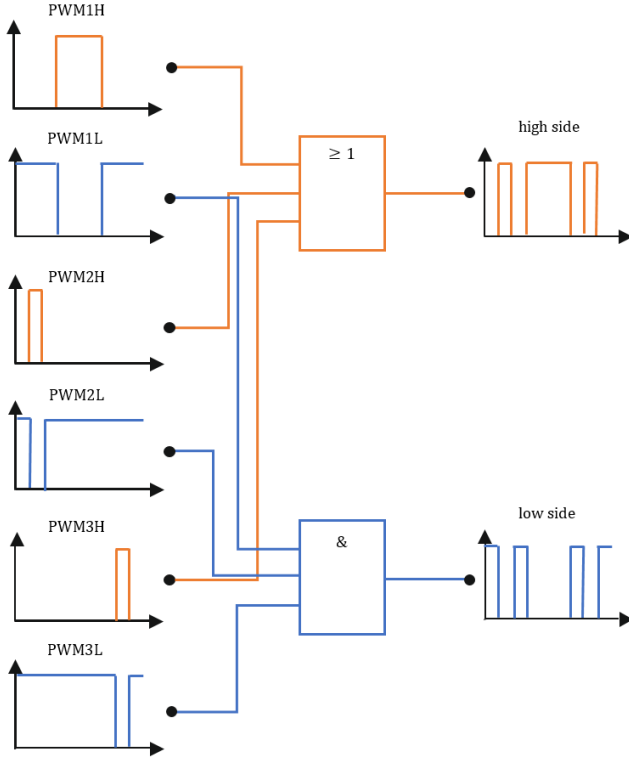 PWM1H
PWM1L
≥ 1
high side
PWM2H
PWM2L
PWM3H
&
low side
PWM3L